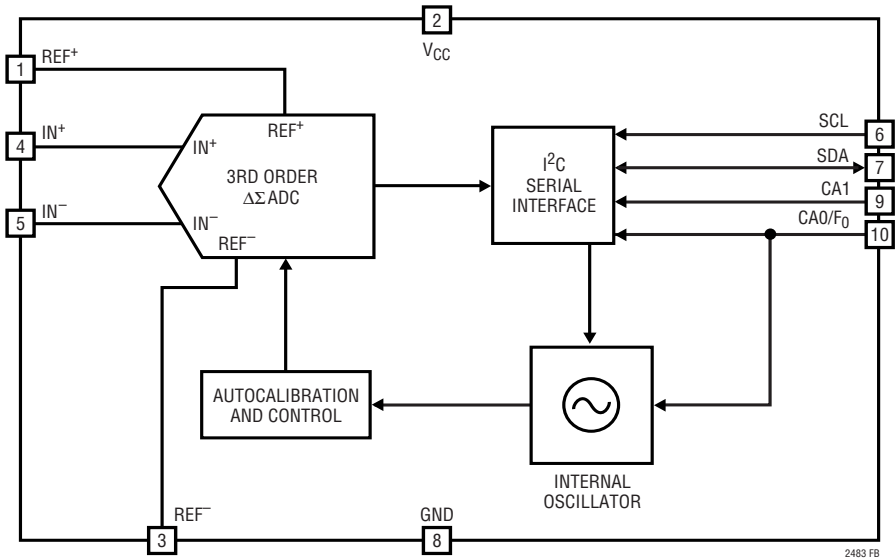 2
V_CC
1
REF⁺
REF⁺
4
IN⁺
IN⁺
3RD ORDER
ΔΣ ADC
5
IN⁻
IN⁻
REF⁻
I²C
SERIAL
INTERFACE
SCL
6
SDA
7
CA1
9
CA0/F₀
10
AUTOCALIBRATION
AND CONTROL
INTERNAL
OSCILLATOR
3
REF⁻
GND
8
2483 FB